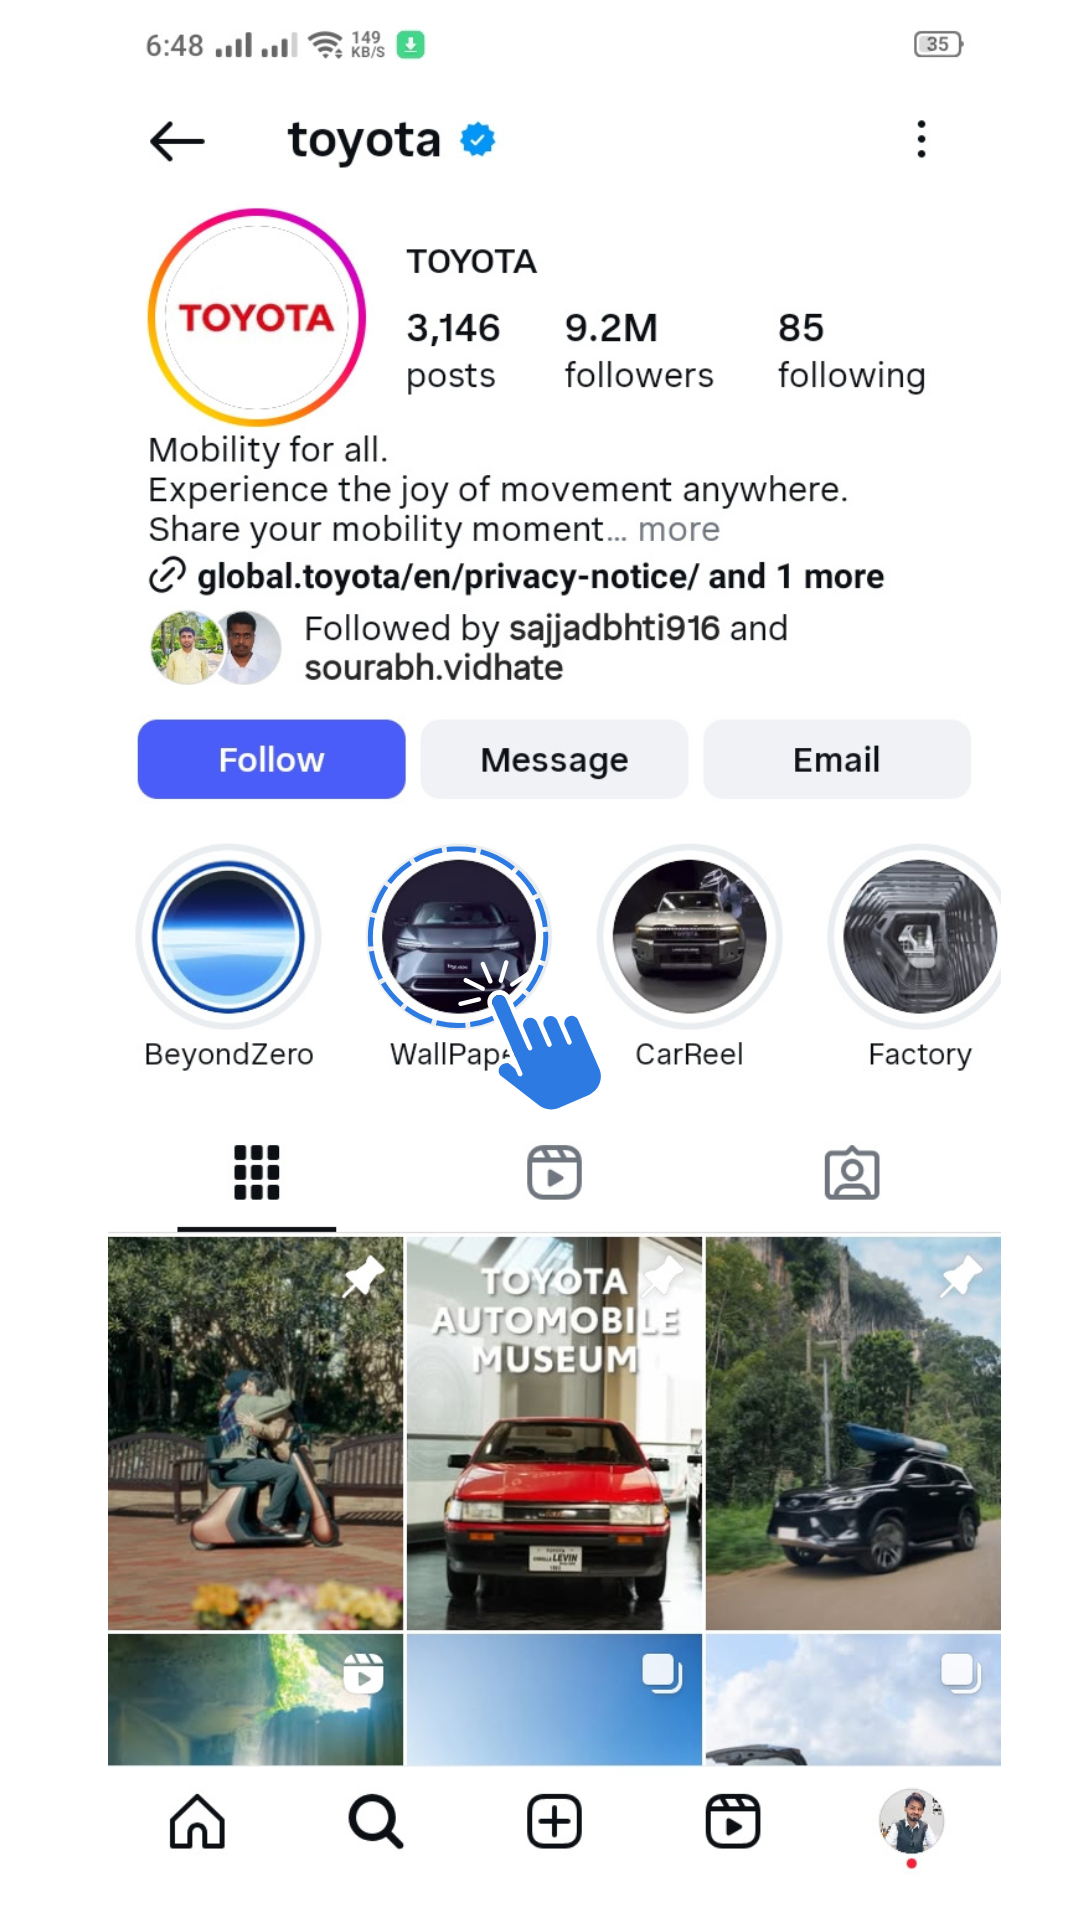 6:48
149
KB/S
35
toyota
TOYOTA
TOYOTA
3,146
9.2M
85
posts
followers
following
Mobility for all.
Experience the joy of movement anywhere.
Share your mobility moment... more
global.toyota/en/privacy-notice/ and 1 more
Followed by sajjadbhti916 and
sourabh.vidhate
Follow
Message
Email
BeyondZero
CarReel
Factory
TOYOTA
AUTOMOBILE
MUSEUM
LEVIN